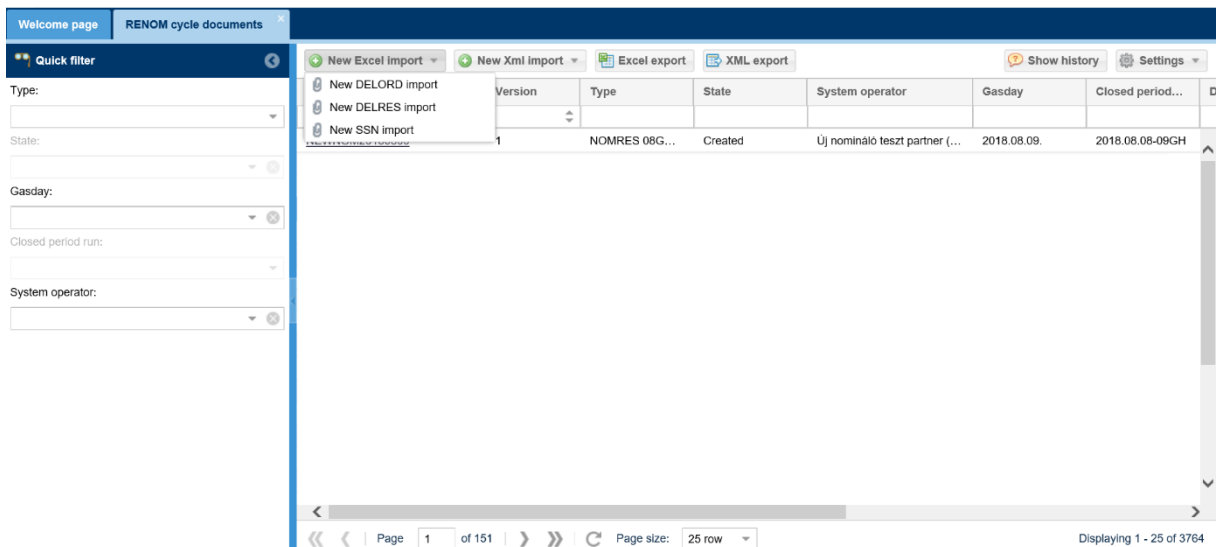 Welcome page RENOM cycle documents
Quick filter
Type:
State:
Gasday:
Closed period run:
System operator:
New Excel import New Xml import Excel export XML export Show history Settings
New DELORD import
New DELRES import
New SSN import
Version Type State System operator Gasday Closed period... D
1 NOMRES 08G... Created Új nomináló teszt partner (... 2018.08.09. 2018.08.08-09GH
Page 1 of 151 Page size: 25 row Displaying 1 - 25 of 3764